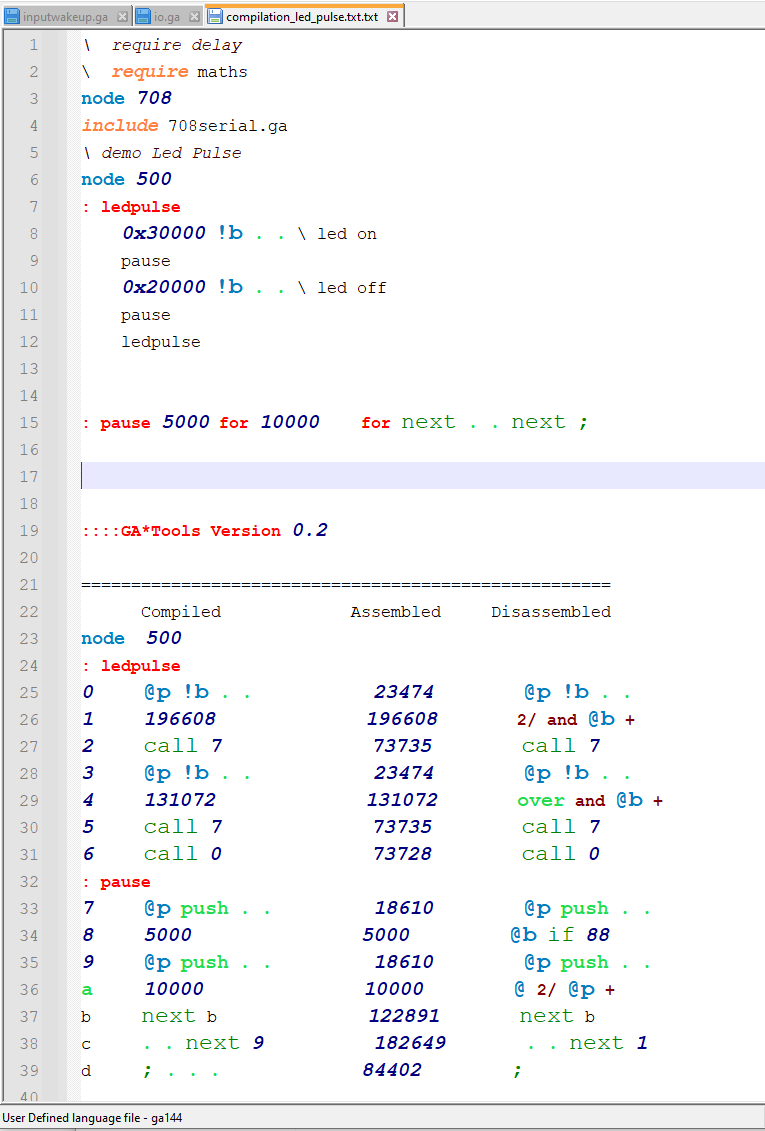 inputwakeup.ga io.ga compilation_led_pulse.txt.txt
1 \ require delay
2 \ require maths
3 node 708
4 include 708serial.ga
5 \ demo Led Pulse
6 node 500
7 : ledpulse
8 0x30000 !b . . \ led on
9 pause
10 0x20000 !b . . \ led off
11 pause
12 ledpulse
13
14
15 : pause 5000 for 10000 for next . . next ;
16
17
18
19 ::::GA*Tools Version 0.2
20
21 =====================================================
22 Compiled Assembled Disassembled
23 node 500
24 : ledpulse
25 0 @p !b . . 23474 @p !b . .
26 1 196608 196608 2/ and @b +
27 2 call 7 73735 call 7
28 3 @p !b . . 23474 @p !b . .
29 4 131072 131072 over and @b +
30 5 call 7 73735 call 7
31 6 call 0 73728 call 0
32 : pause
33 7 @p push . . 18610 @p push . .
34 8 5000 5000 @b if 88
35 9 @p push . . 18610 @p push . .
36 a 10000 10000 @ 2/ @p +
37 b next b 122891 next b
38 c . . next 9 182649 . . next 1
39 d ; . . . 84402 ;
40
User Defined language file - ga144